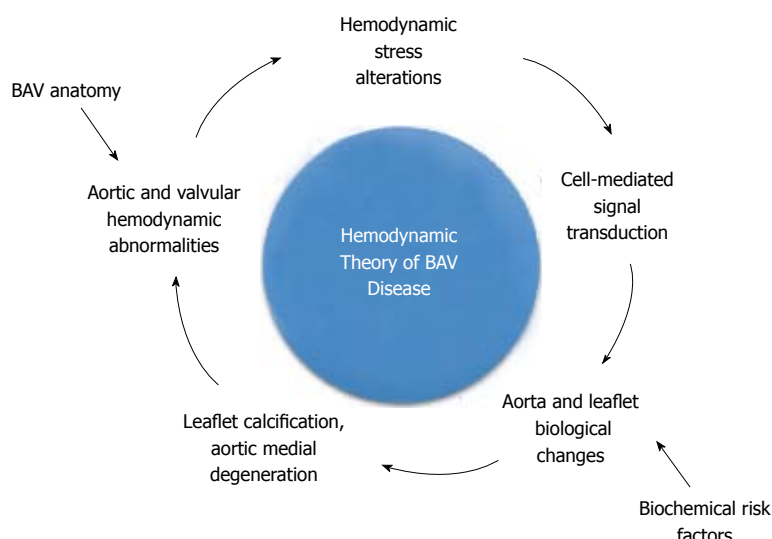 Hemodynamic
stress
alterations
BAV anatomy
Cell-mediated
signal
transduction
Aortic and valvular
hemodynamic
abnormalities
Hemodynamic
Theory of BAV
Disease
Aorta and leaflet
biological
changes
Leaflet calcification,
aortic medial
degeneration
Biochemical risk
factors